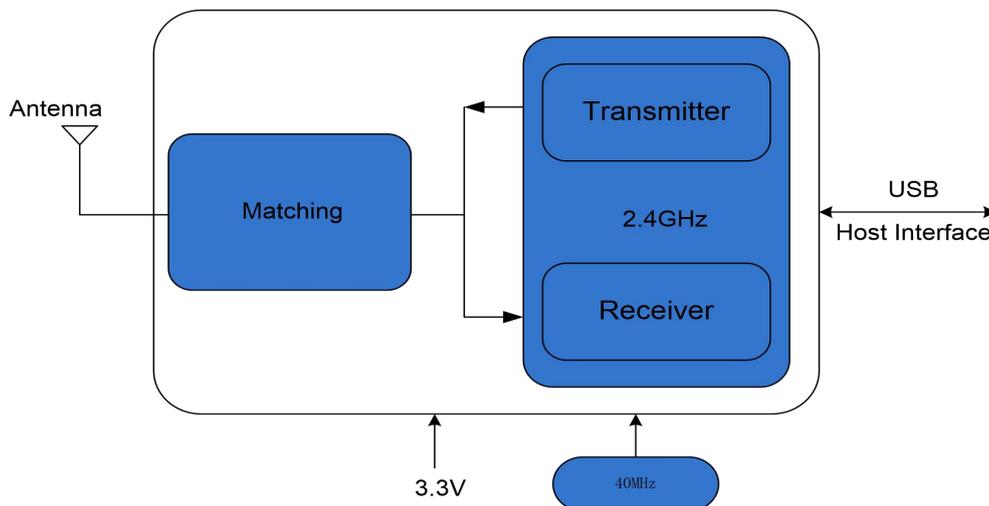 Antenna
Matching
Transmitter
2.4GHz
Receiver
USB
Host Interface
3.3V
40MHz